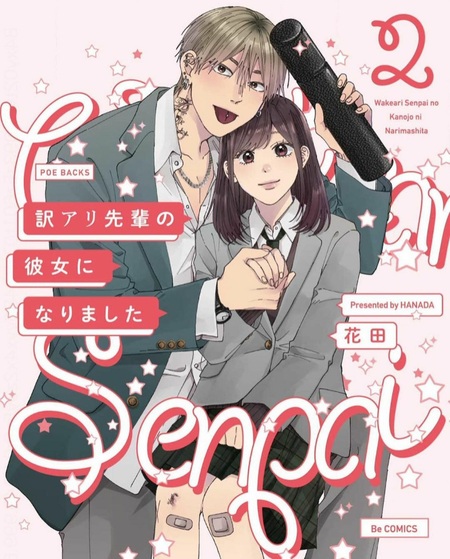 2
Wakeari Senpai no
Kanojo ni
Narimashita
POE BACKS
訳アリ先輩の
彼女に
なりました
Presented by HANADA
花田
Senpai
Be COMICS